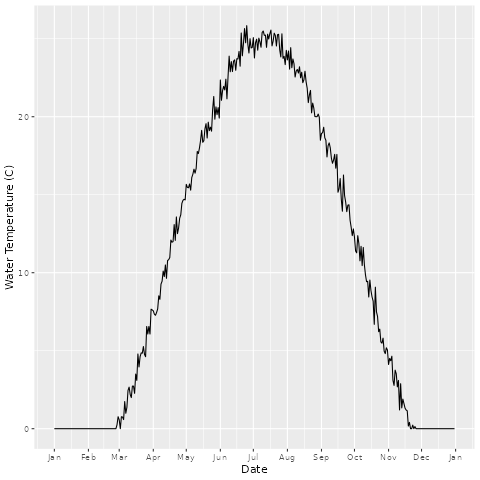 Water Temperature (C)
20
10
0
Jan Feb Mar Apr May Jun Jul Aug Sep Oct Nov Dec Jan
Date